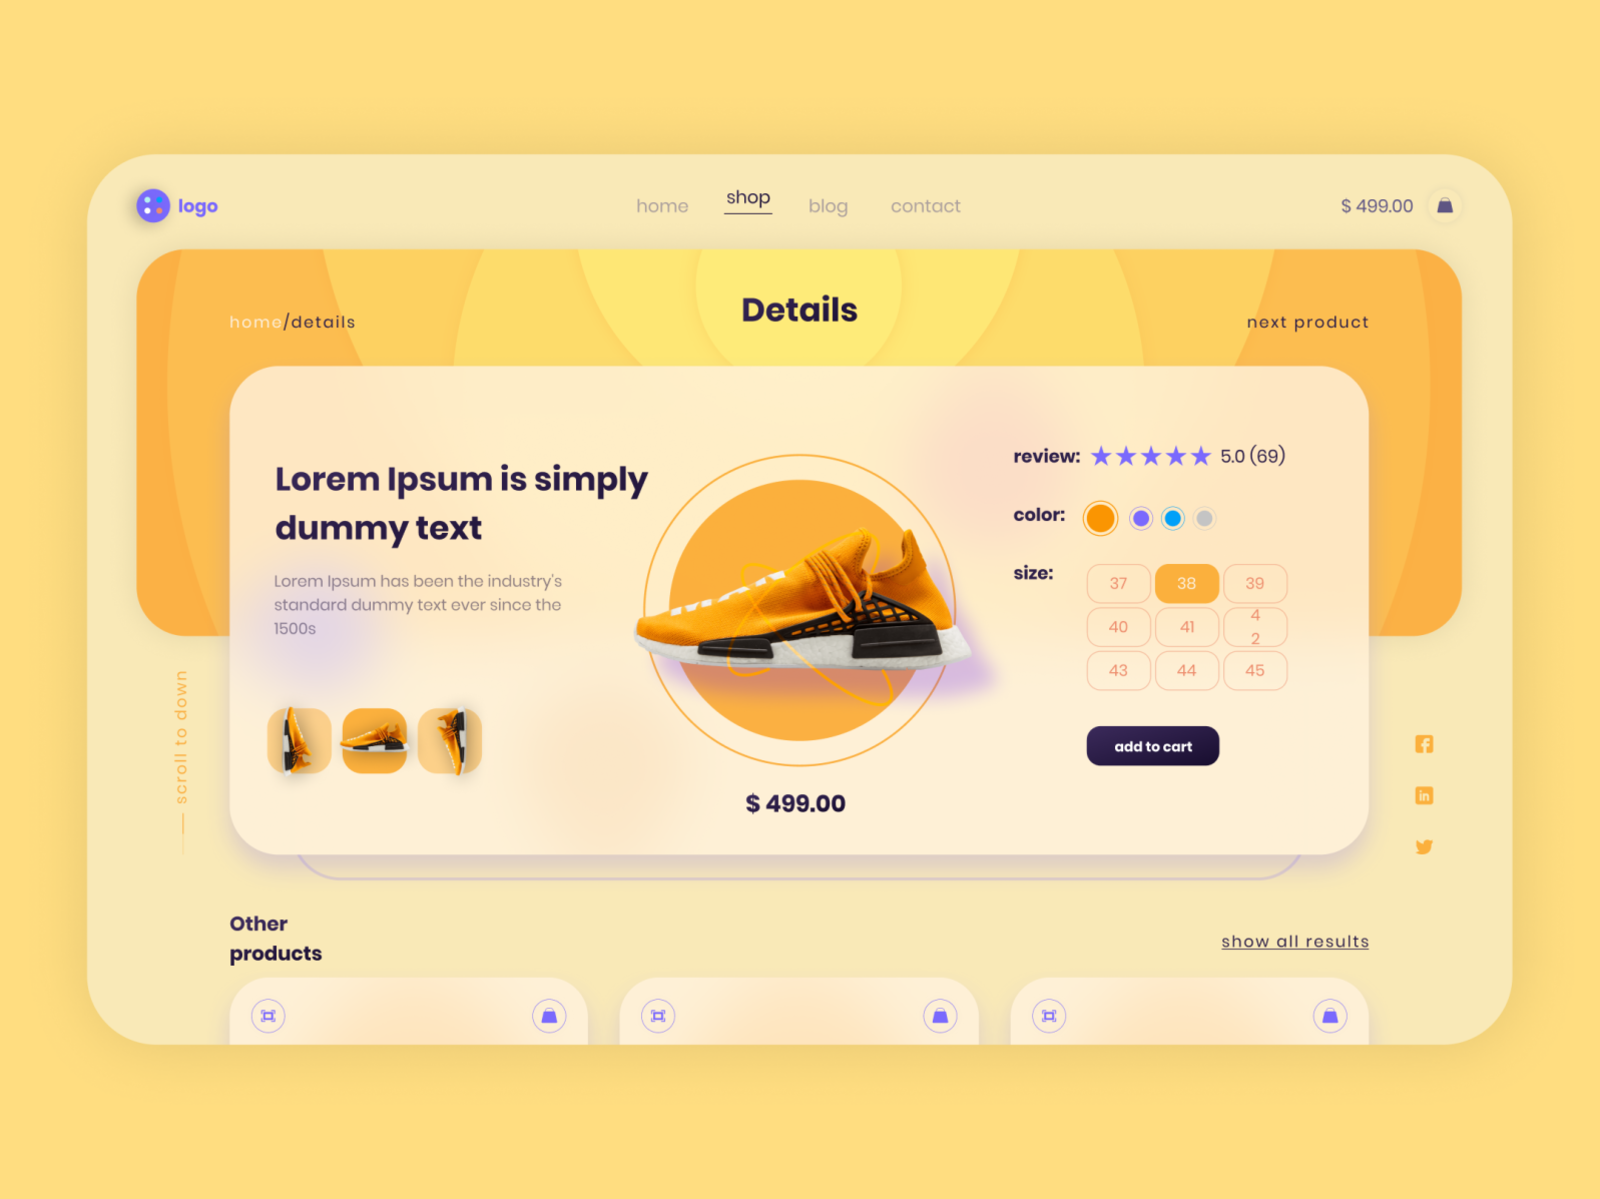 logo
home
shop
blog
contact
$ 499.00
Details
home/details
next product
Lorem Ipsum is simply
dummy text
Lorem Ipsum has been the industry's
standard dummy text ever since the
1500s
$ 499.00
review:
5.0 (69)
color:
size:
37 38 39
40 41 4
2
43 44 45
add to cart
scroll to down
in
Other
products
show all results